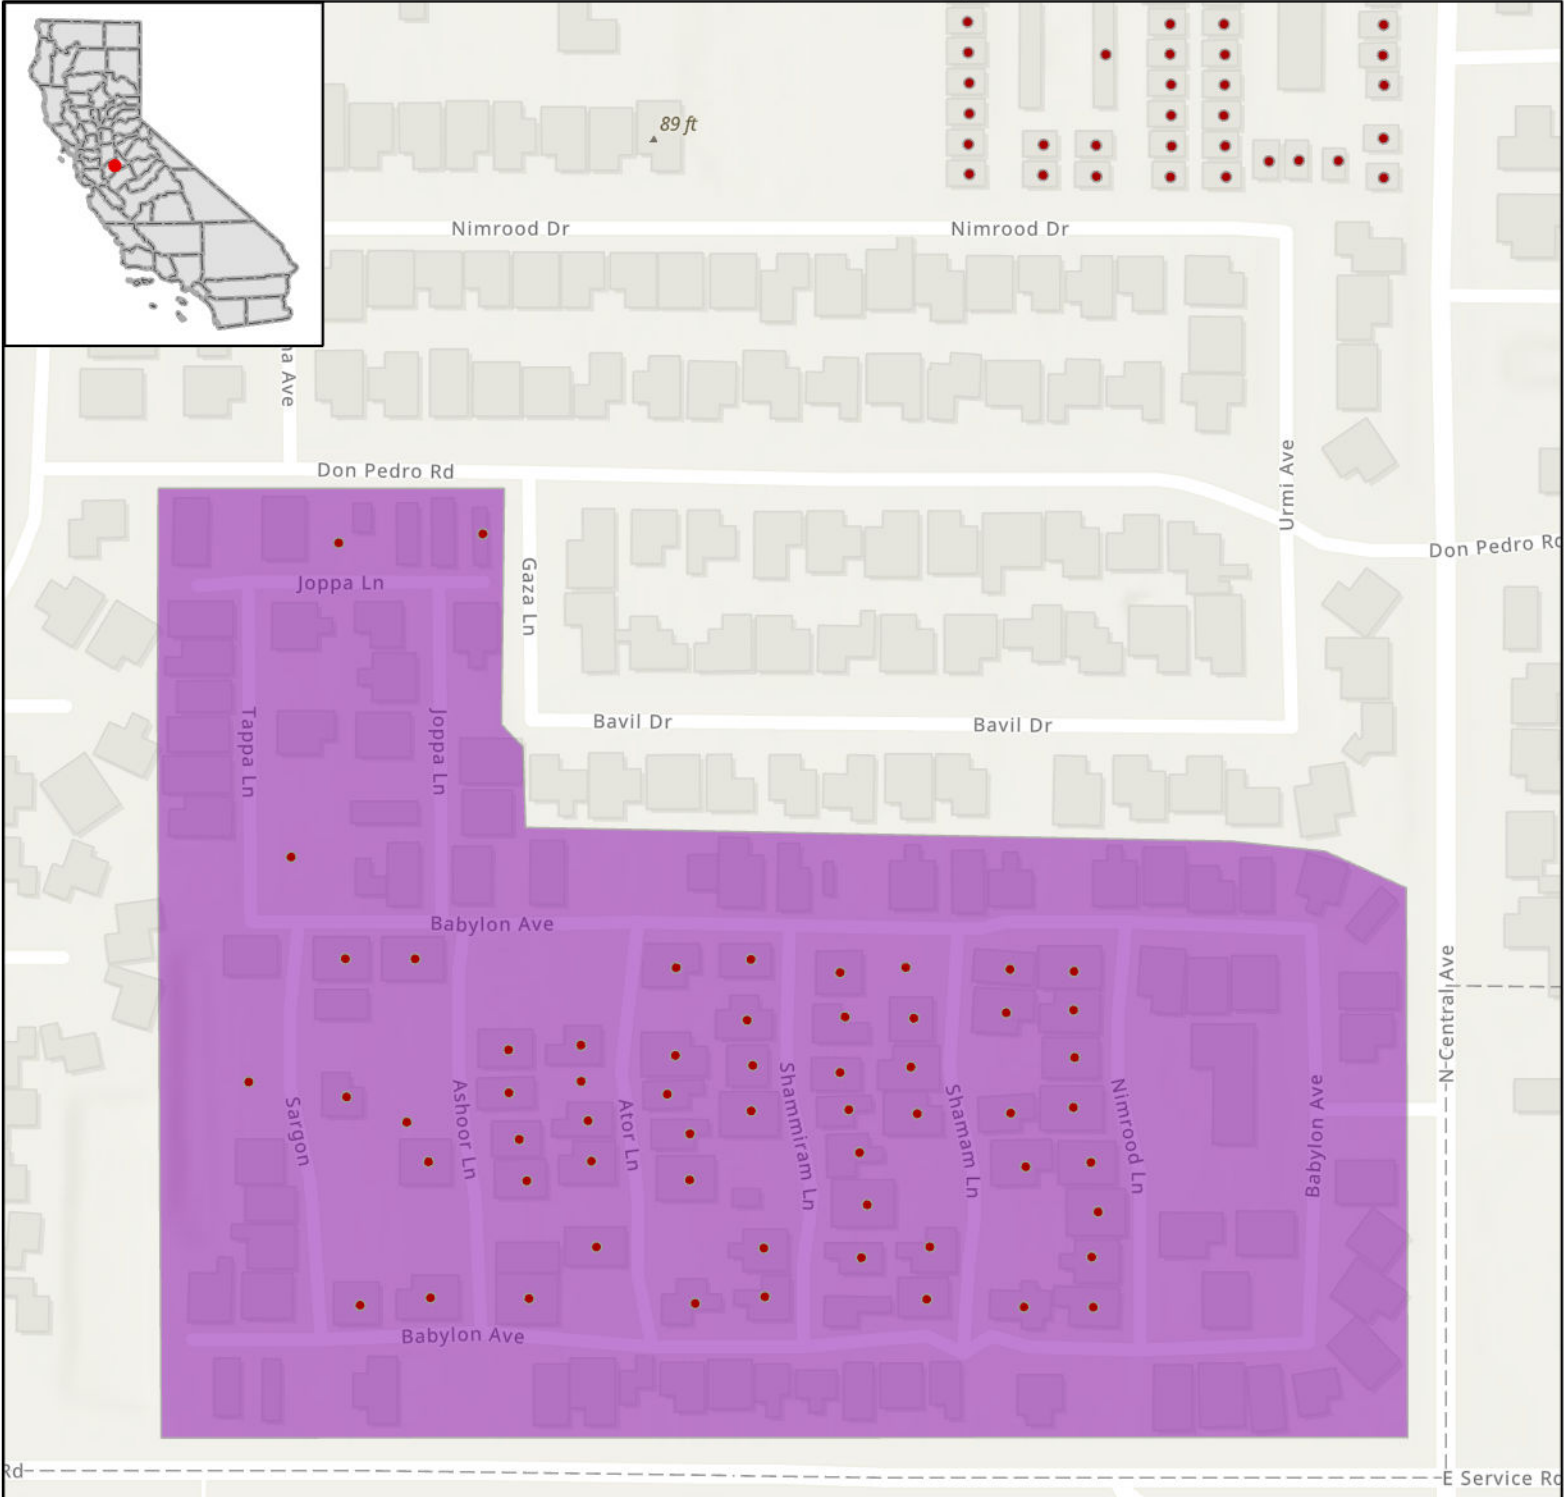 89 ft
Nimrood Dr
Nimrood Dr
na Ave
Don Pedro Rd
Urmi Ave
Don Pedro Rd
Gaza Ln
Joppa Ln
Tappa Ln
Joppa Ln
Bavil Dr
Bavil Dr
Babylon Ave
N Central Ave
Sargon
Ashoor Ln
Ator Ln
Shammiram Ln
Shamam Ln
Nimrood Ln
Babylon Ave
Babylon Ave
Rd
E Service Rd